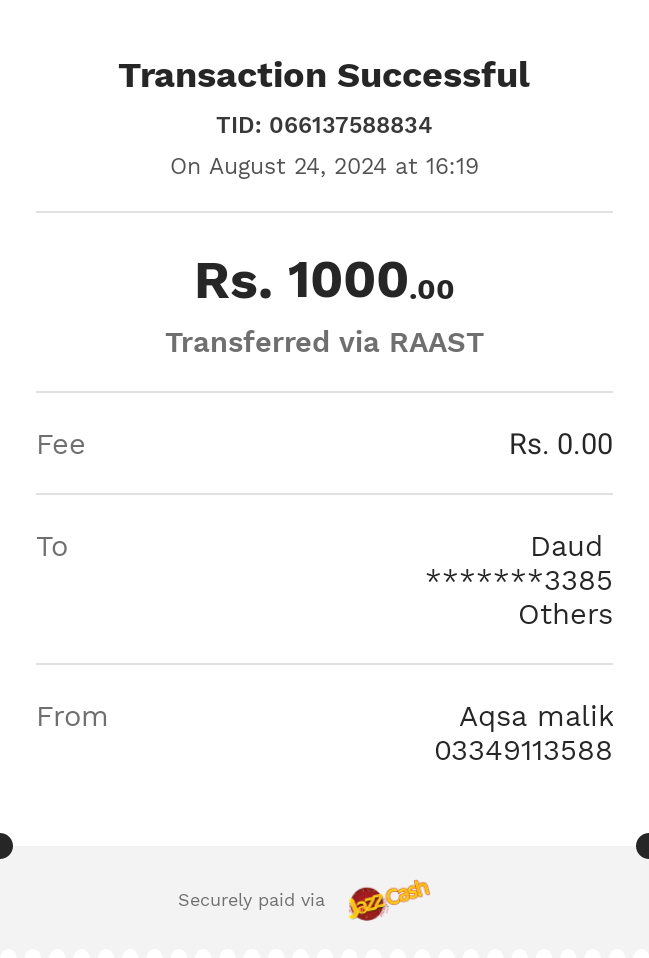 Transaction Successful
TID: 066137588834
On August 24, 2024 at 16:19
Rs. 1000.00
Transferred via RAAST
Fee Rs. 0.00
To Daud
*******3385
Others
From Aqsa malik
03349113588
Securely paid via JazzCash